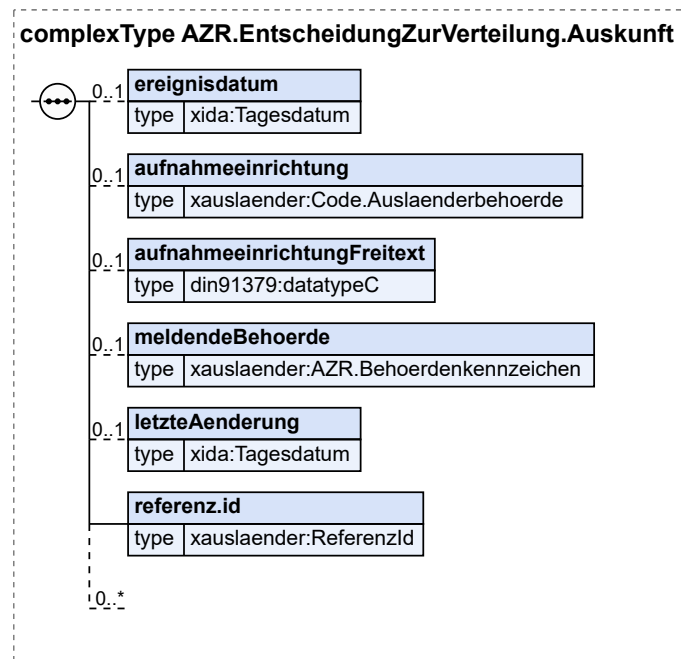 complexType AZR.EntscheidungZurVerteilung.Auskunft
0..1 ereignisdatum
type xida:Tagesdatum
0..1 aufnahmeeinrichtung
type xauslaender:Code.Auslaenderbehoerde
0..1 aufnahmeeinrichtungFreitext
type din91379:datatypeC
0..1 meldendeBehoerde
type xauslaender:AZR.Behoerdenkennzeichen
0..1 letzteAenderung
type xida:Tagesdatum
referenz.id
type xauslaender:ReferenzId
0..*